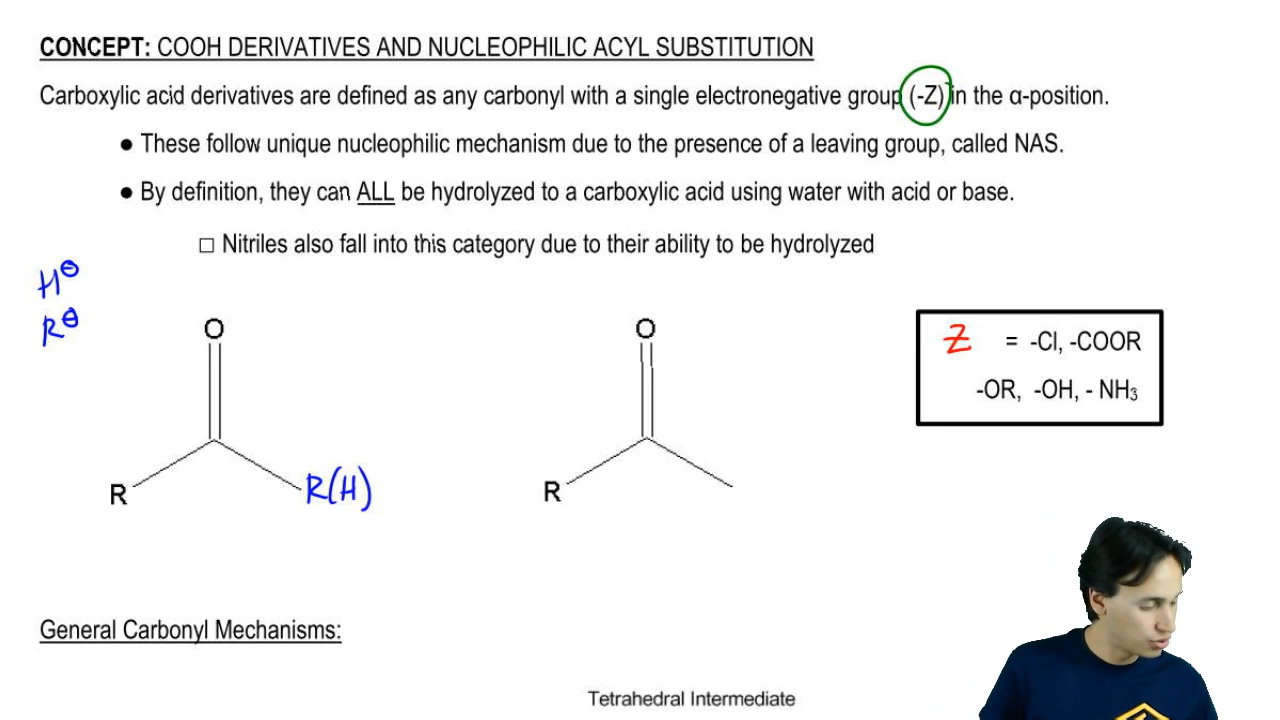 CONCEPT: COOH DERIVATIVES AND NUCLEOPHILIC ACYL SUBSTITUTION
Carboxylic acid derivatives are defined as any carbonyl with a single electronegative group (-Z) in the α-position.
● These follow unique nucleophilic mechanism due to the presence of a leaving group, called NAS.
● By definition, they can ALL be hydrolyzed to a carboxylic acid using water with acid or base.
□ Nitriles also fall into this category due to their ability to be hydrolyzed
H⊖
R⊖
O
R
R(H)
O
R
Z = -Cl, -COOR
-OR, -OH, - NH₃
General Carbonyl Mechanisms:
Tetrahedral Intermediate